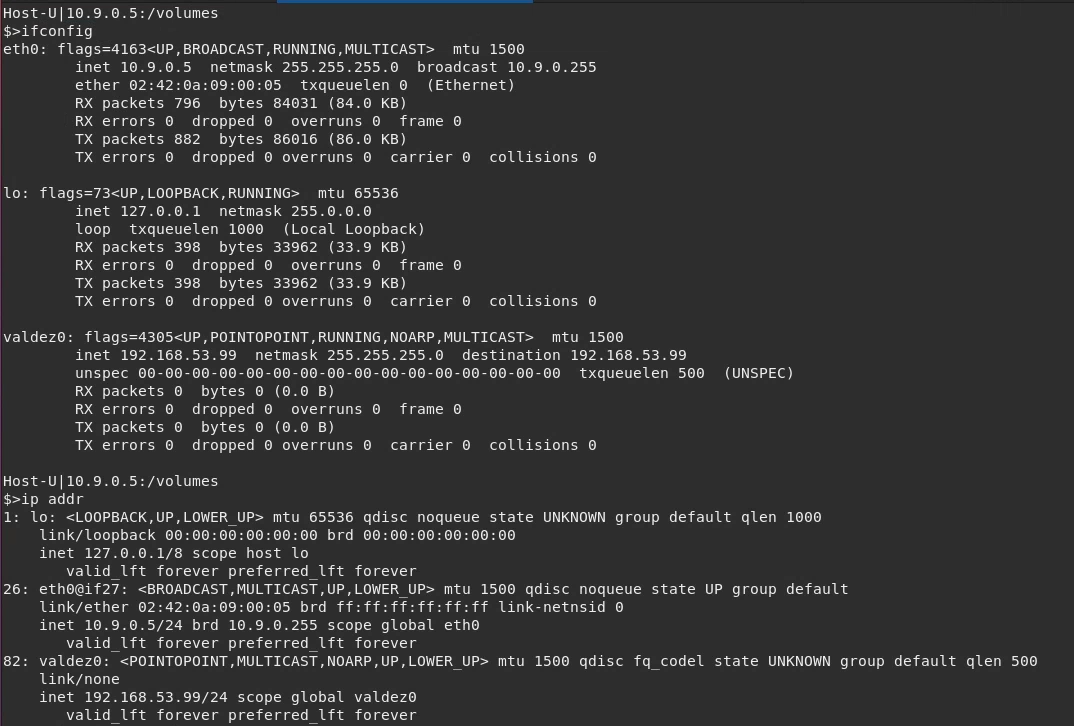 Host-U|10.9.0.5:/volumes
$>ifconfig
eth0: flags=4163<UP,BROADCAST,RUNNING,MULTICAST>  mtu 1500
        inet 10.9.0.5  netmask 255.255.255.0  broadcast 10.9.0.255
        ether 02:42:0a:09:00:05  txqueuelen 0  (Ethernet)
        RX packets 796  bytes 84031 (84.0 KB)
        RX errors 0  dropped 0  overruns 0  frame 0
        TX packets 882  bytes 86016 (86.0 KB)
        TX errors 0  dropped 0 overruns 0  carrier 0  collisions 0

lo: flags=73<UP,LOOPBACK,RUNNING>  mtu 65536
        inet 127.0.0.1  netmask 255.0.0.0
        loop  txqueuelen 1000  (Local Loopback)
        RX packets 398  bytes 33962 (33.9 KB)
        RX errors 0  dropped 0  overruns 0  frame 0
        TX packets 398  bytes 33962 (33.9 KB)
        TX errors 0  dropped 0 overruns 0  carrier 0  collisions 0

valdez0: flags=4305<UP,POINTOPOINT,RUNNING,NOARP,MULTICAST>  mtu 1500
        inet 192.168.53.99  netmask 255.255.255.0  destination 192.168.53.99
        unspec 00-00-00-00-00-00-00-00-00-00-00-00-00-00-00-00  txqueuelen 500  (UNSPEC)
        RX packets 0  bytes 0 (0.0 B)
        RX errors 0  dropped 0  overruns 0  frame 0
        TX packets 0  bytes 0 (0.0 B)
        TX errors 0  dropped 0 overruns 0  carrier 0  collisions 0

Host-U|10.9.0.5:/volumes
$>ip addr
1: lo: <LOOPBACK,UP,LOWER_UP> mtu 65536 qdisc noqueue state UNKNOWN group default qlen 1000
    link/loopback 00:00:00:00:00:00 brd 00:00:00:00:00:00
    inet 127.0.0.1/8 scope host lo
       valid_lft forever preferred_lft forever
26: eth0@if27: <BROADCAST,MULTICAST,UP,LOWER_UP> mtu 1500 qdisc noqueue state UP group default
    link/ether 02:42:0a:09:00:05 brd ff:ff:ff:ff:ff:ff link-netnsid 0
    inet 10.9.0.5/24 brd 10.9.0.255 scope global eth0
       valid_lft forever preferred_lft forever
82: valdez0: <POINTOPOINT,MULTICAST,NOARP,UP,LOWER_UP> mtu 1500 qdisc fq_codel state UNKNOWN group default qlen 500
    link/none
    inet 192.168.53.99/24 scope global valdez0
       valid_lft forever preferred_lft forever